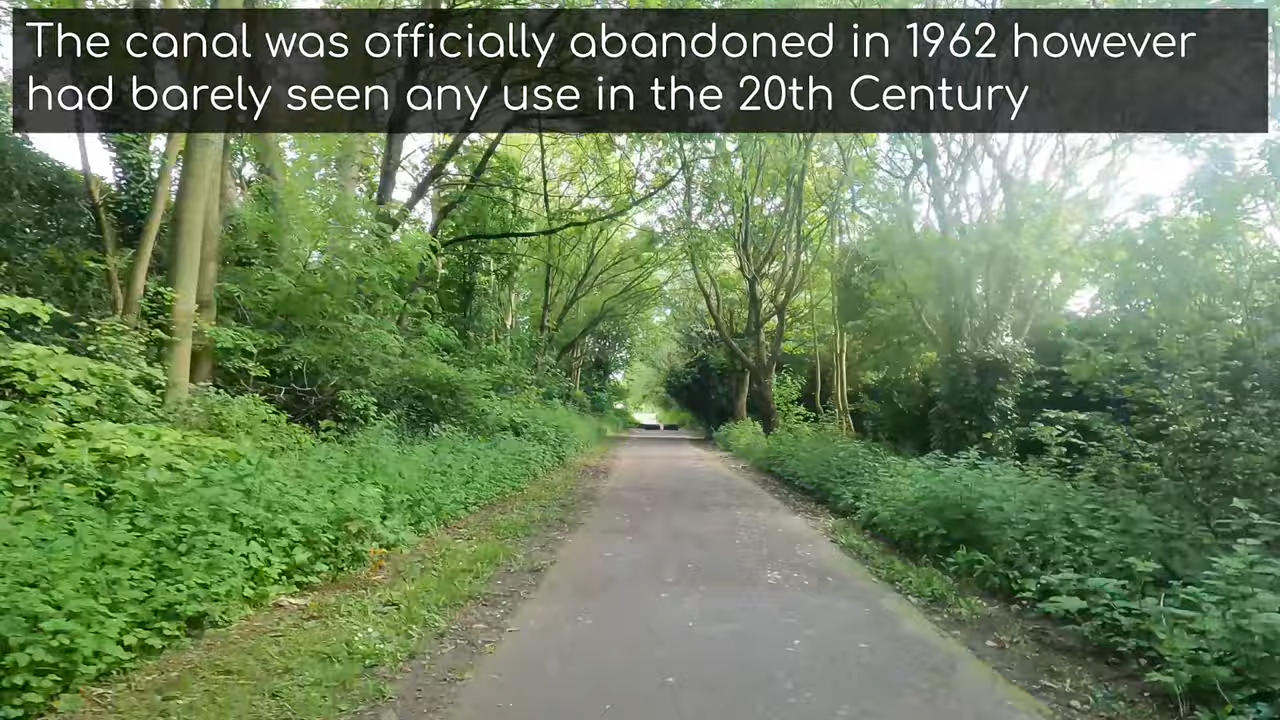 The canal was officially abandoned in 1962 however
had barely seen any use in the 20th Century